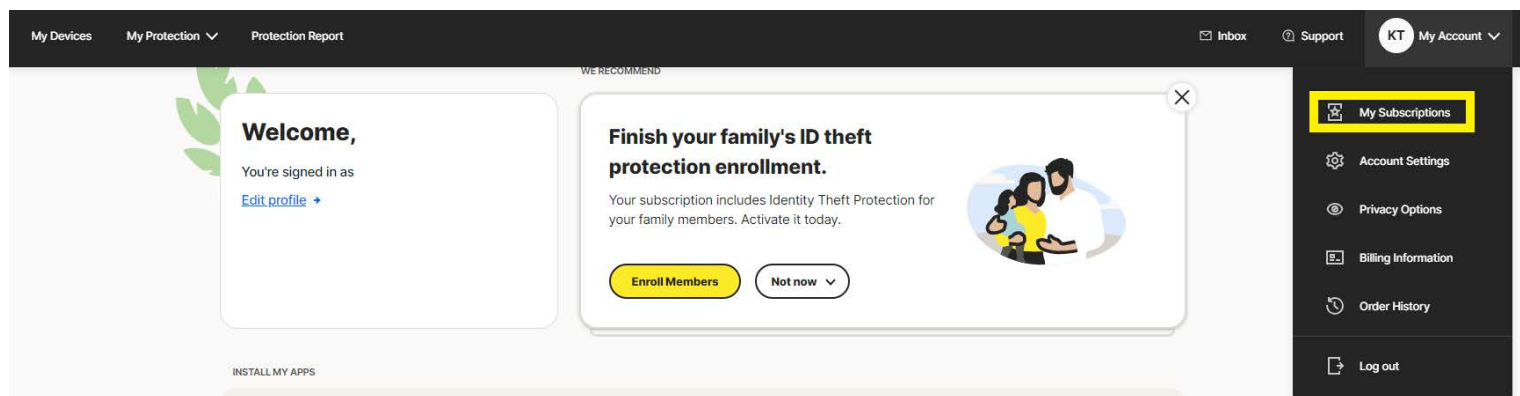 My Devices My Protection Protection Report Inbox Support KT My Account
WE RECOMMEND
Welcome,
You're signed in as
Edit profile
Finish your family's ID theft
protection enrollment.
Your subscription includes Identity Theft Protection for
your family members. Activate it today.
Enroll Members Not now
My Subscriptions
Account Settings
Privacy Options
Billing Information
Order History
Log out
INSTALL MY APPS